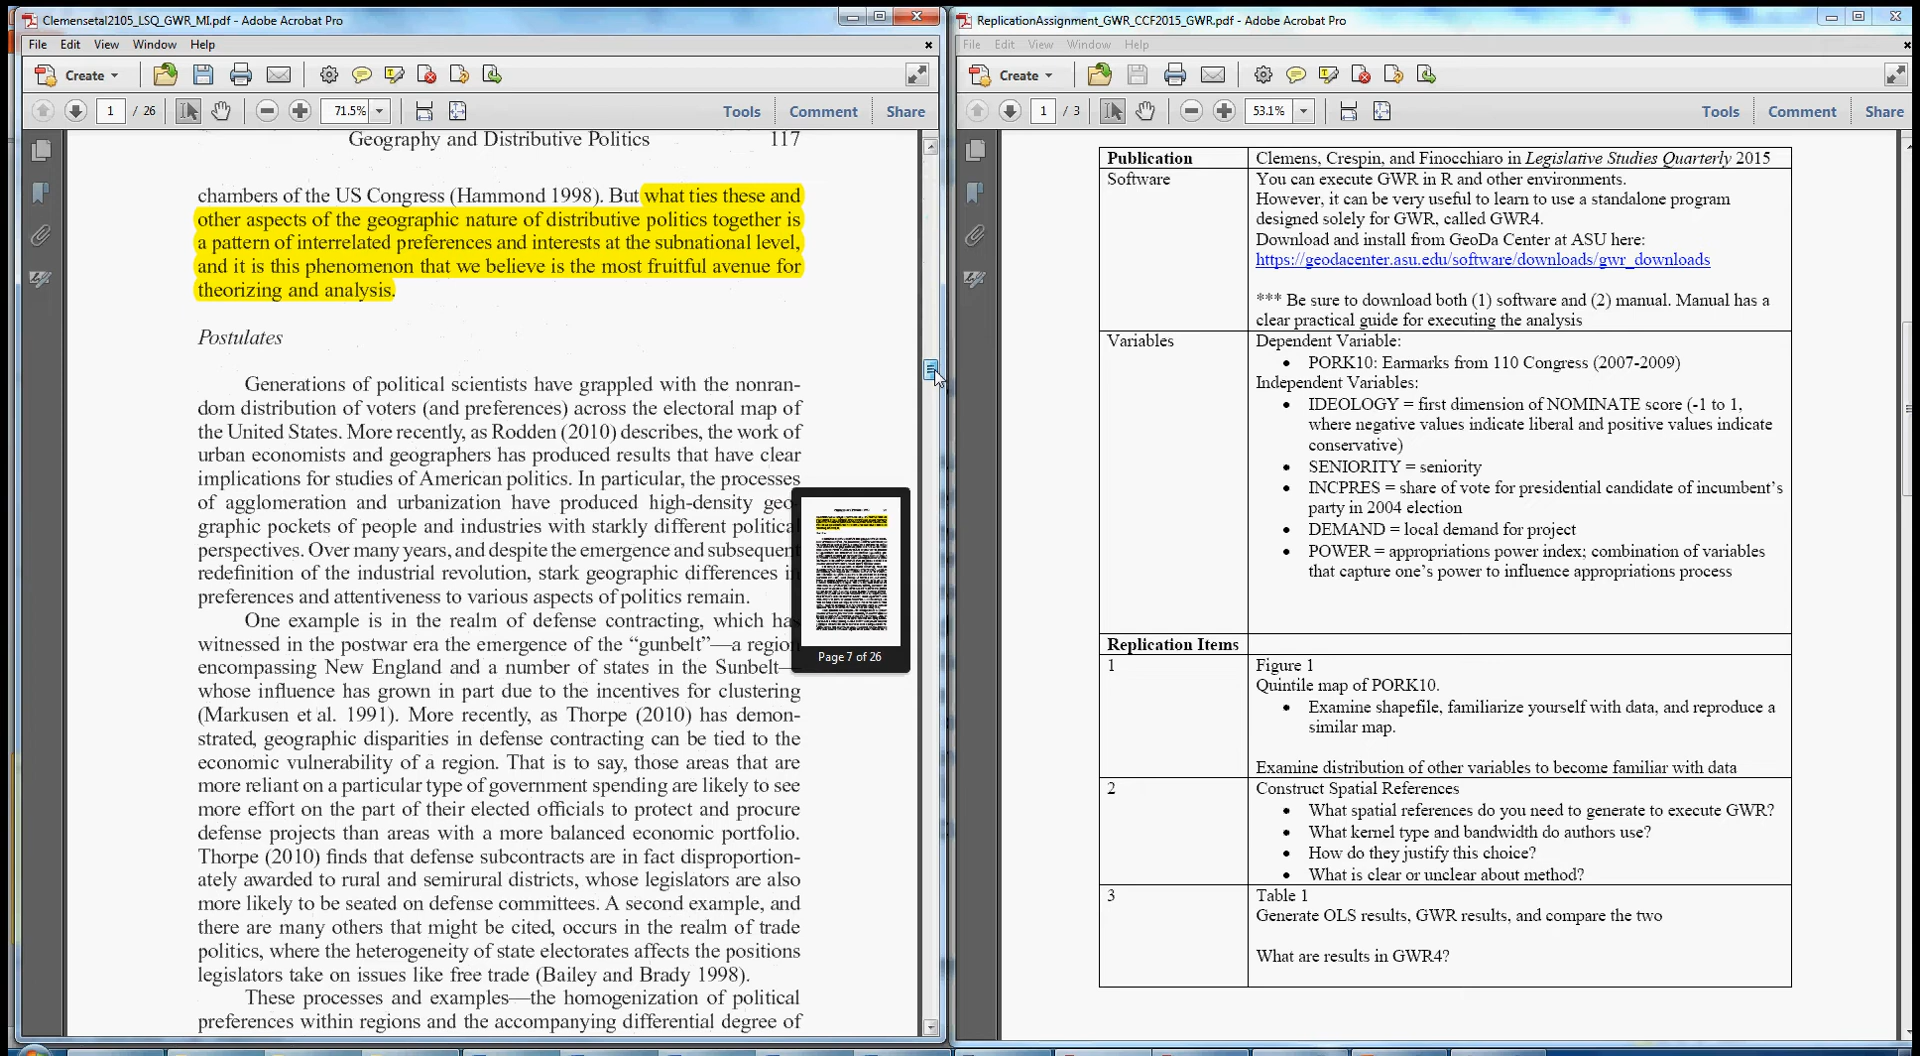 Clemensetal2105_LSQ_GWR_MI.pdf - Adobe Acrobat Pro
File Edit View Window Help
Create
1 / 26
71.5%
Tools Comment Share
Geography and Distributive Politics 117
chambers of the US Congress (Hammond 1998). But what ties these and
other aspects of the geographic nature of distributive politics together is
a pattern of interrelated preferences and interests at the subnational level,
and it is this phenomenon that we believe is the most fruitful avenue for
theorizing and analysis.
Postulates
Generations of political scientists have grappled with the nonran-
dom distribution of voters (and preferences) across the electoral map of
the United States. More recently, as Rodden (2010) describes, the work of
urban economists and geographers has produced results that have clear
implications for studies of American politics. In particular, the processes
of agglomeration and urbanization have produced high-density geo-
graphic pockets of people and industries with starkly different political
perspectives. Over many years, and despite the emergence and subsequent
redefinition of the industrial revolution, stark geographic differences in
preferences and attentiveness to various aspects of politics remain.
One example is in the realm of defense contracting, which has
witnessed in the postwar era the emergence of the “gunbelt”—a region
encompassing New England and a number of states in the Sunbelt—
whose influence has grown in part due to the incentives for clustering
(Markusen et al. 1991). More recently, as Thorpe (2010) has demon-
strated, geographic disparities in defense contracting can be tied to the
economic vulnerability of a region. That is to say, those areas that are
more reliant on a particular type of government spending are likely to see
more effort on the part of their elected officials to protect and procure
defense projects than areas with a more balanced economic portfolio.
Thorpe (2010) finds that defense subcontracts are in fact disproportion-
ately awarded to rural and semirural districts, whose legislators are also
more likely to be seated on defense committees. A second example, and
there are many others that might be cited, occurs in the realm of trade
politics, where the heterogeneity of state electorates affects the positions
legislators take on issues like free trade (Bailey and Brady 1998).
These processes and examples—the homogenization of political
preferences within regions and the accompanying differential degree of
Page 7 of 26
ReplicationAssignment_GWR_CCF2015_GWR.pdf - Adobe Acrobat Pro
File Edit View Window Help
Create
1 / 3
53.1%
Tools Comment Share
Publication Clemens, Crespin, and Finocchiaro in Legislative Studies Quarterly 2015
Software You can execute GWR in R and other environments.
However, it can be very useful to learn to use a standalone program
designed solely for GWR, called GWR4.
Download and install from GeoDa Center at ASU here:
https://geodacenter.asu.edu/software/downloads/gwr_downloads
*** Be sure to download both (1) software and (2) manual. Manual has a
clear practical guide for executing the analysis
Variables Dependent Variable:
• PORK10: Earmarks from 110 Congress (2007-2009)
Independent Variables:
• IDEOLOGY = first dimension of NOMINATE score (-1 to 1,
where negative values indicate liberal and positive values indicate
conservative)
• SENIORITY = seniority
• INCPRES = share of vote for presidential candidate of incumbent’s
party in 2004 election
• DEMAND = local demand for project
• POWER = appropriations power index; combination of variables
that capture one’s power to influence appropriations process
Replication Items
1 Figure 1
Quintile map of PORK10.
• Examine shapefile, familiarize yourself with data, and reproduce a
similar map.
Examine distribution of other variables to become familiar with data
2 Construct Spatial References
• What spatial references do you need to generate to execute GWR?
• What kernel type and bandwidth do authors use?
• How do they justify this choice?
• What is clear or unclear about method?
3 Table 1
Generate OLS results, GWR results, and compare the two
What are results in GWR4?